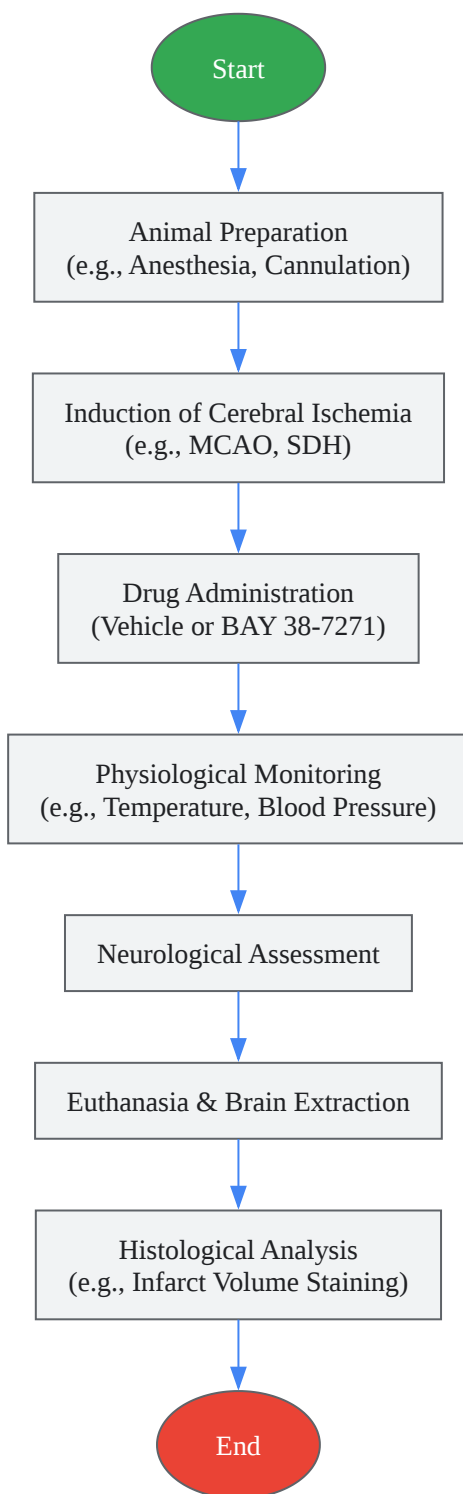 Start
Animal Preparation
(e.g., Anesthesia, Cannulation)
Induction of Cerebral Ischemia
(e.g., MCAO, SDH)
Drug Administration
(Vehicle or BAY 38-7271)
Physiological Monitoring
(e.g., Temperature, Blood Pressure)
Neurological Assessment
Euthanasia & Brain Extraction
Histological Analysis
(e.g., Infarct Volume Staining)
End